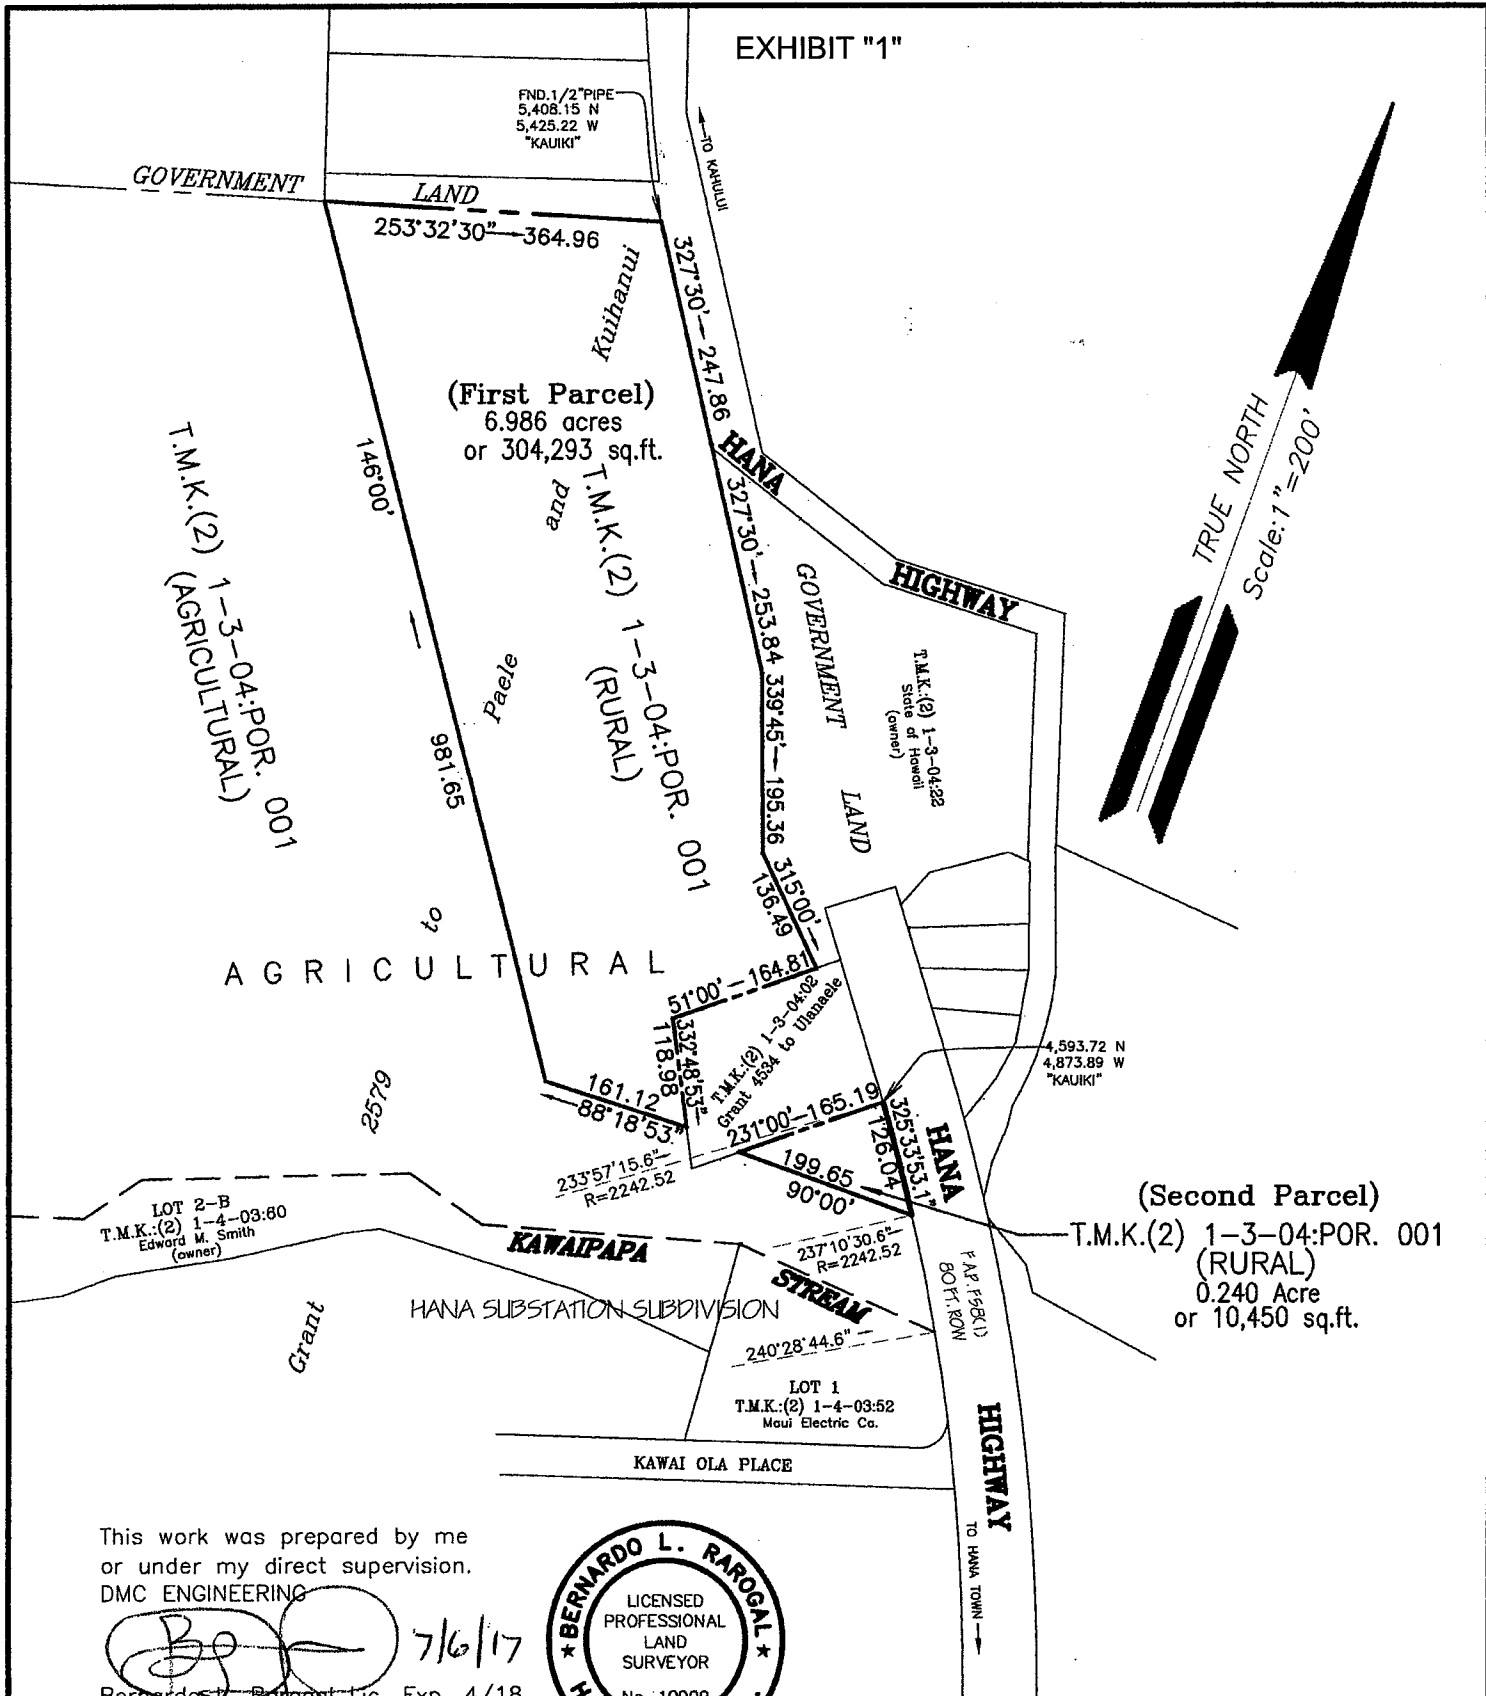 EXHIBIT "1"
FND.1/2"PIPE
5,408.15 N
5,425.22 W
"KAUIKI"
TO KAHULUI
GOVERNMENT LAND
253°32'30" 364.96
327°30' 247.86
Kuihanui
(First Parcel)
6.986 acres
or 304,293 sq.ft.
and
T.M.K.(2) 1-3-04:POR. 001
(RURAL)
146°00'
981.65
T.M.K.(2) 1-3-04:POR. 001
(AGRICULTURAL)
Paele
to
HANA
HIGHWAY
TRUE NORTH
Scale: 1"=200'
327°30' 253.84
339°45' 195.36
315°00'
136.49
GOVERNMENT
LAND
T.M.K.:(2) 1-3-04:22
State of Hawaii
(owner)
AGRICULTURAL
51°00' 164.81
332°48'53"
118.98
T.M.K.:(2) 1-3-04:02
Grant 4534 to Ulanaele
161.12
88°18'53"
4,593.72 N
4,873.89 W
"KAUIKI"
2579
231°00' 165.19
325°33'53.1"
126.04
HANA
199.65
90°00'
233°57'15.6"
R=2242.52
(Second Parcel)
T.M.K.(2) 1-3-04:POR. 001
(RURAL)
0.240 Acre
or 10,450 sq.ft.
LOT 2-B
T.M.K.:(2) 1-4-03:60
Edward M. Smith
(owner)
KAWAIPAPA
STREAM
237°10'30.6"
R=2242.52
F.A.P. F58(1)
80 FT. ROW
HANA SUBSTATION SUBDIVISION
Grant
240°28'44.6"
LOT 1
T.M.K.:(2) 1-4-03:52
Maui Electric Co.
HIGHWAY
KAWAI OLA PLACE
TO HANA TOWN
This work was prepared by me
or under my direct supervision.
DMC ENGINEERING
7/6/17
Exp. 4/18
BERNARDO L. RAROGAL
LICENSED
PROFESSIONAL
LAND
SURVEYOR